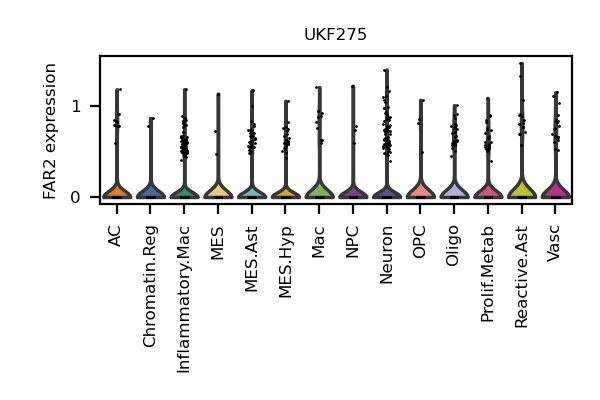 UKF275
FAR2 expression
1
0
AC
Chromatin.Reg
Inflammatory.Mac
MES
MES.Ast
MES.Hyp
Mac
NPC
Neuron
OPC
Oligo
Prolif.Metab
Reactive.Ast
Vasc